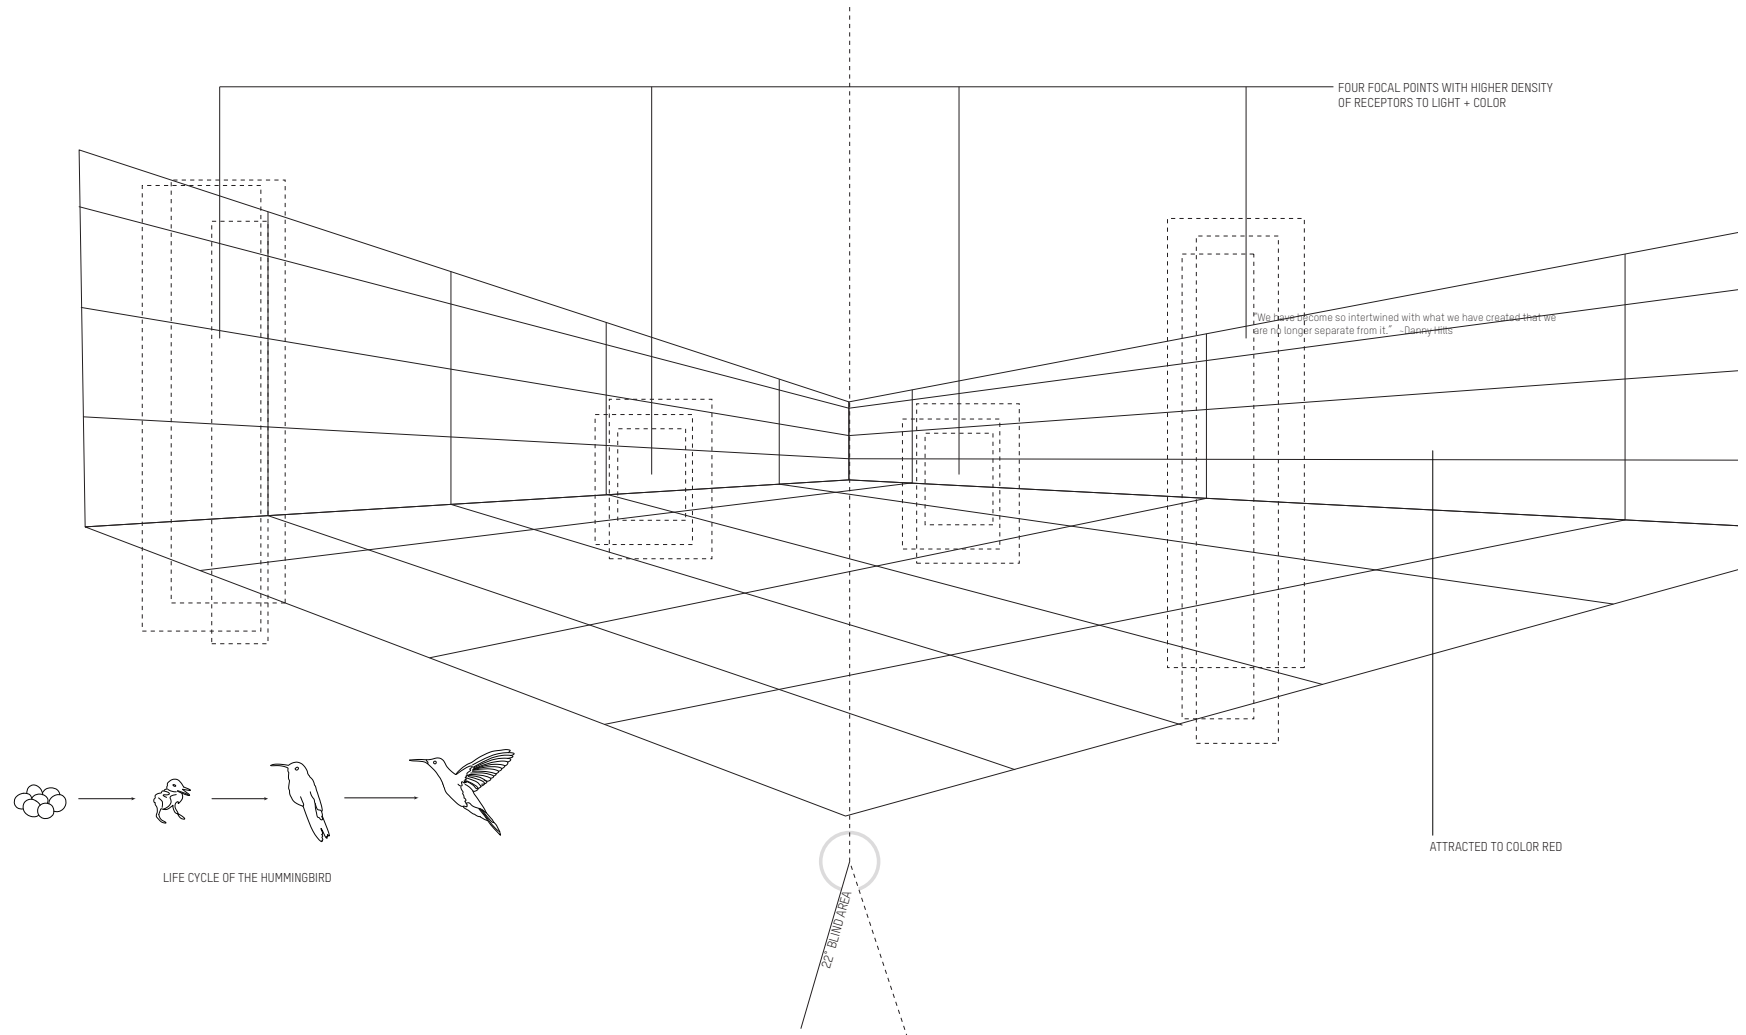 FOUR FOCAL POINTS WITH HIGHER DENSITY
OF RECEPTORS TO LIGHT + COLOR
"We have become so intertwined with what we have created that we
are no longer separate from it."  ~Danny Hills
ATTRACTED TO COLOR RED
LIFE CYCLE OF THE HUMMINGBIRD
22° BLIND AREA